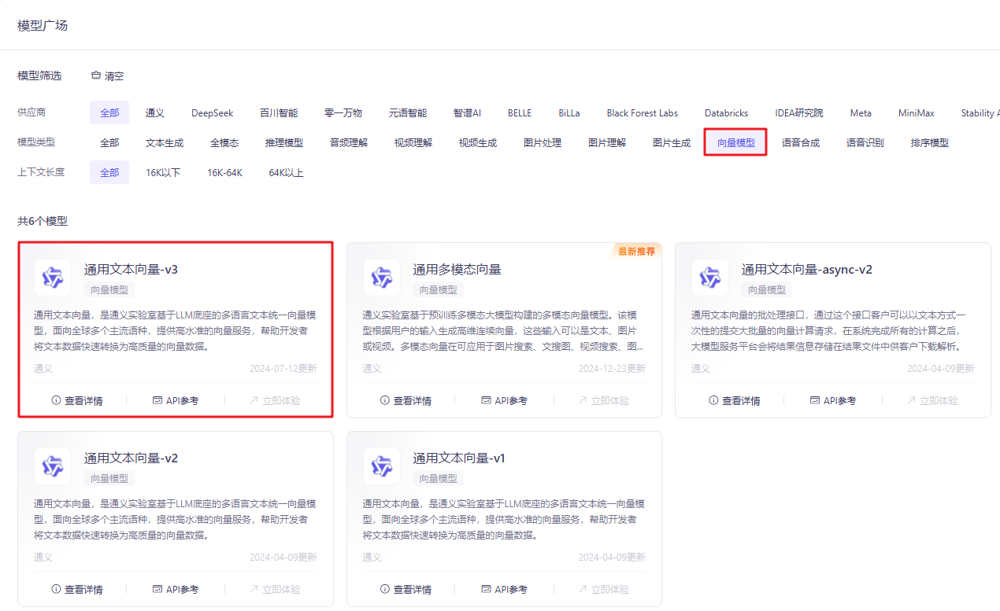 模型广场
模型筛选 清空
供应商 全部 通义 DeepSeek 百川智能 零一万物 元语智能 智谱AI BELLE BiLLa Black Forest Labs Databricks IDEA研究院 Meta MiniMax Stability A
模型类型 全部 文本生成 全模态 推理模型 音频理解 视频理解 视频生成 图片处理 图片理解 图片生成 向量模型 语音合成 语音识别 排序模型
上下文长度 全部 16K以下 16K-64K 64K以上
共6个模型
通用文本向量-v3
向量模型
通用文本向量，是通义实验室基于LLM底座的多语言文本统一向量模
型，面向全球多个主流语种，提供高水准的向量服务，帮助开发者
将文本数据快速转换为高质量的向量数据。
通义 2024-07-12更新
查看详情 API参考 立即体验
最新推荐
通用多模态向量
向量模型
通义实验室基于预训练多模态大模型构建的多模态向量模型。该模
型根据用户的输入生成高维连续向量，这些输入可以是文本、图片
或视频。多模态向量在可应用于图片搜索、文搜图、视频搜索、图...
通义 2024-12-23更新
查看详情 API参考 立即体验
通用文本向量-async-v2
向量模型
通用文本向量的批处理接口，通过这个接口客户可以以文本方式一
次性的提交大批量的向量计算请求，在系统完成所有的计算之后，
大模型服务平台会将结果信息存储在结果文件中供客户下载解析。
通义 2024-04-09更新
查看详情 API参考 立即体验
通用文本向量-v2
向量模型
通用文本向量，是通义实验室基于LLM底座的多语言文本统一向量模
型，面向全球多个主流语种，提供高水准的向量服务，帮助开发者
将文本数据快速转换为高质量的向量数据。
通义 2024-04-09更新
查看详情 API参考 立即体验
通用文本向量-v1
向量模型
通用文本向量，是通义实验室基于LLM底座的多语言文本统一向量模
型，面向全球多个主流语种，提供高水准的向量服务，帮助开发者
将文本数据快速转换为高质量的向量数据。
通义 2024-04-09更新
查看详情 API参考 立即体验